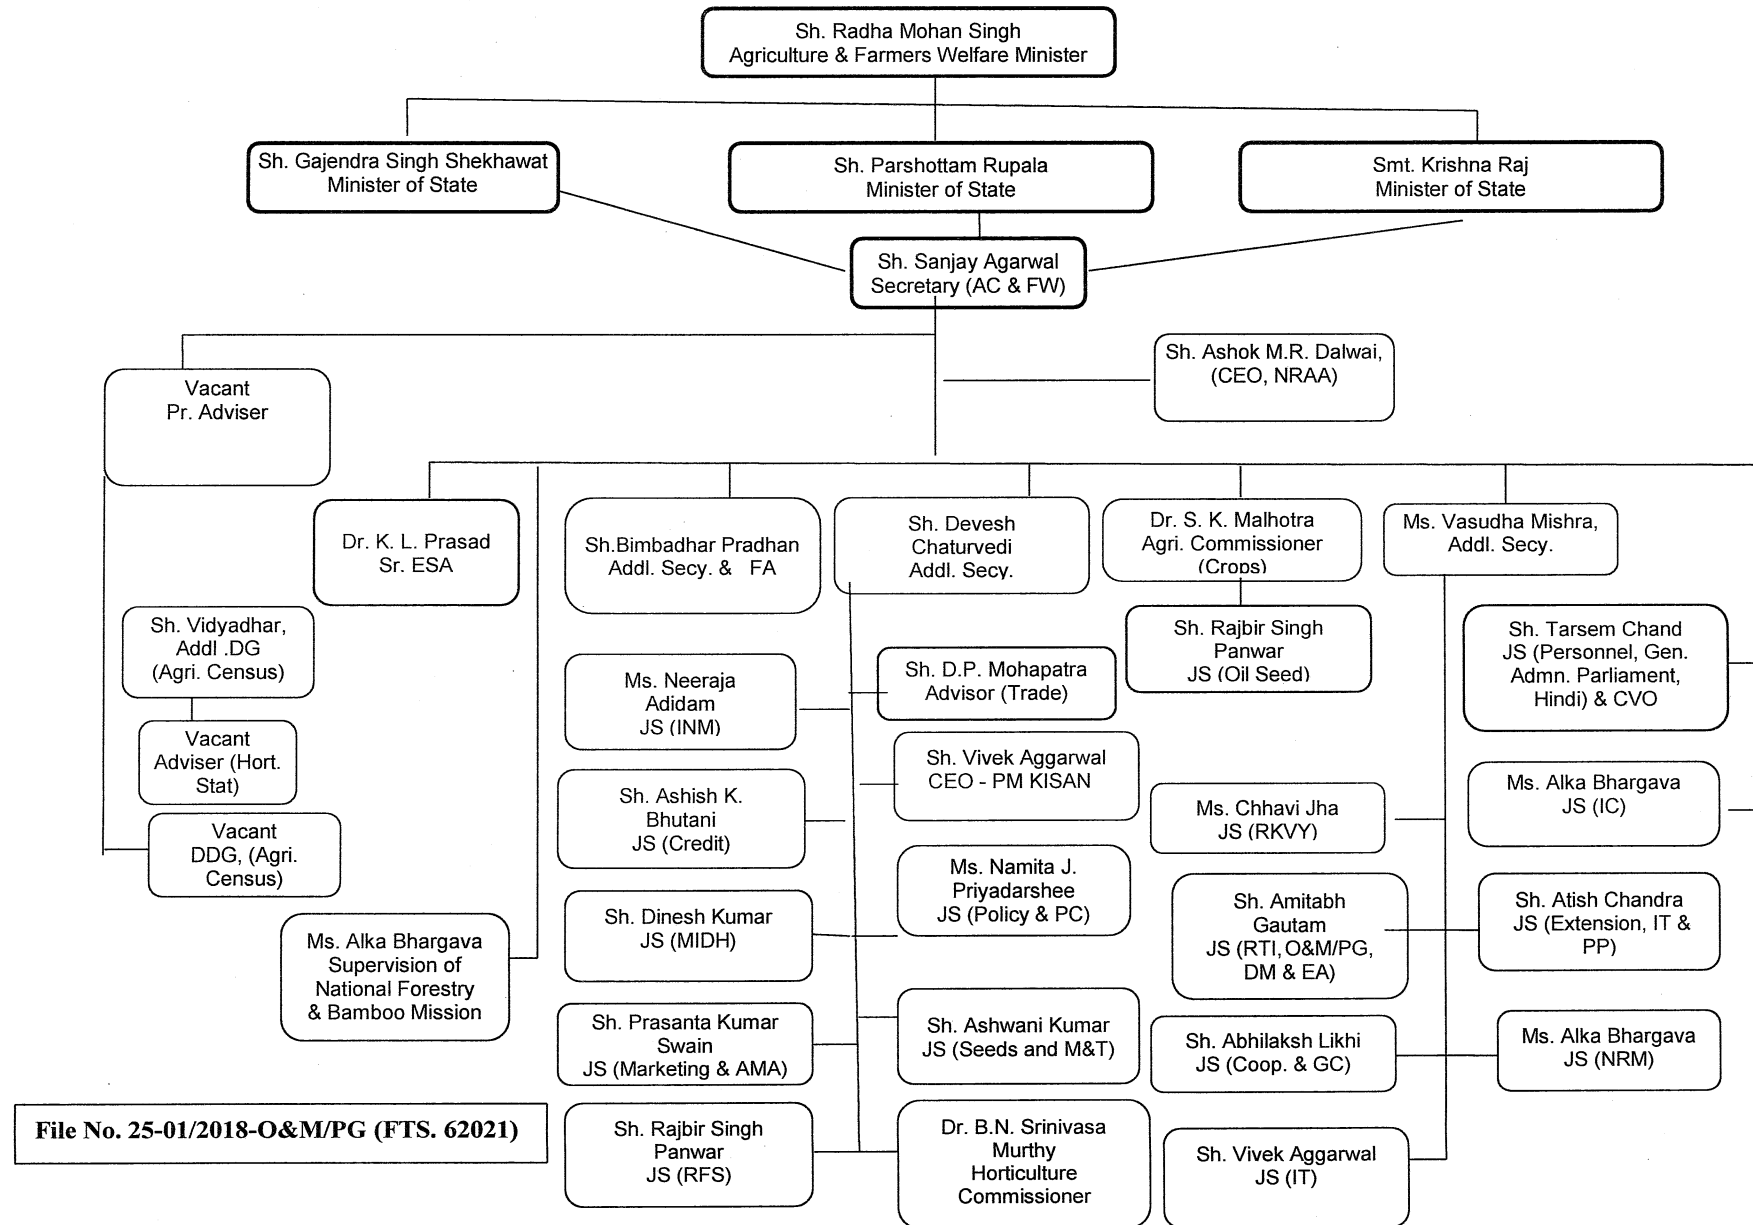 Sh. Radha Mohan Singh
Agriculture & Farmers Welfare Minister
Sh. Gajendra Singh Shekhawat
Minister of State
Sh. Parshottam Rupala
Minister of State
Smt. Krishna Raj
Minister of State
Sh. Sanjay Agarwal
Secretary (AC & FW)
Sh. Ashok M.R. Dalwai,
(CEO, NRAA)
Vacant
Pr. Adviser
Dr. K. L. Prasad
Sr. ESA
Sh.Bimbadhar Pradhan
Addl. Secy. & FA
Sh. Devesh
Chaturvedi
Addl. Secy.
Dr. S. K. Malhotra
Agri. Commissioner
(Crops)
Ms. Vasudha Mishra,
Addl. Secy.
Sh. Vidyadhar,
Addl .DG
(Agri. Census)
Vacant
Adviser (Hort.
Stat)
Vacant
DDG, (Agri.
Census)
Ms. Alka Bhargava
Supervision of
National Forestry
& Bamboo Mission
Ms. Neeraja
Adidam
JS (INM)
Sh. Ashish K.
Bhutani
JS (Credit)
Sh. Dinesh Kumar
JS (MIDH)
Sh. Prasanta Kumar
Swain
JS (Marketing & AMA)
Sh. Rajbir Singh
Panwar
JS (RFS)
Sh. D.P. Mohapatra
Advisor (Trade)
Sh. Vivek Aggarwal
CEO - PM KISAN
Ms. Namita J.
Priyadarshee
JS (Policy & PC)
Sh. Ashwani Kumar
JS (Seeds and M&T)
Dr. B.N. Srinivasa
Murthy
Horticulture
Commissioner
Sh. Rajbir Singh
Panwar
JS (Oil Seed)
Ms. Chhavi Jha
JS (RKVY)
Sh. Amitabh
Gautam
JS (RTI, O&M/PG,
DM & EA)
Sh. Abhilaksh Likhi
JS (Coop. & GC)
Sh. Vivek Aggarwal
JS (IT)
Sh. Tarsem Chand
JS (Personnel, Gen.
Admn. Parliament,
Hindi) & CVO
Ms. Alka Bhargava
JS (IC)
Sh. Atish Chandra
JS (Extension, IT &
PP)
Ms. Alka Bhargava
JS (NRM)
File No. 25-01/2018-O&M/PG (FTS. 62021)